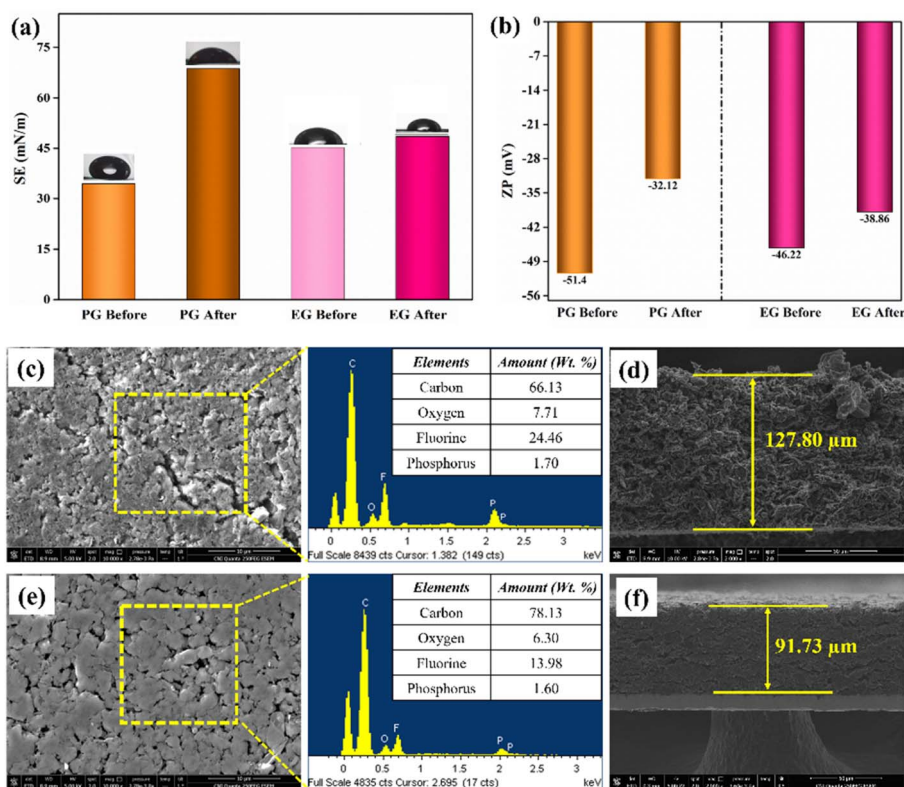 (a)
75
60
45
30
15
0
SE (mN/m)
PG Before PG After EG Before EG After
(b)
0
-7
-14
-21
-28
-35
-42
-49
-56
ZP (mV)
-51.4
-32.12
-46.22
-38.86
PG Before PG After EG Before EG After
(c)
Elements Amount (Wt. %)
Carbon 66.13
Oxygen 7.71
Fluorine 24.46
Phosphorus 1.70
C
O
F
P
P
0 0.5 1 1.5 2 2.5 3
Full Scale 8439 cts Cursor: 1.382 (149 cts) keV
(d)
127.80 μm
(e)
Elements Amount (Wt. %)
Carbon 78.13
Oxygen 6.30
Fluorine 13.98
Phosphorus 1.60
C
O
F
P
P
0 0.5 1 1.5 2 2.5 3
Full Scale 4835 cts Cursor: 2.695 (17 cts) keV
(f)
91.73 μm